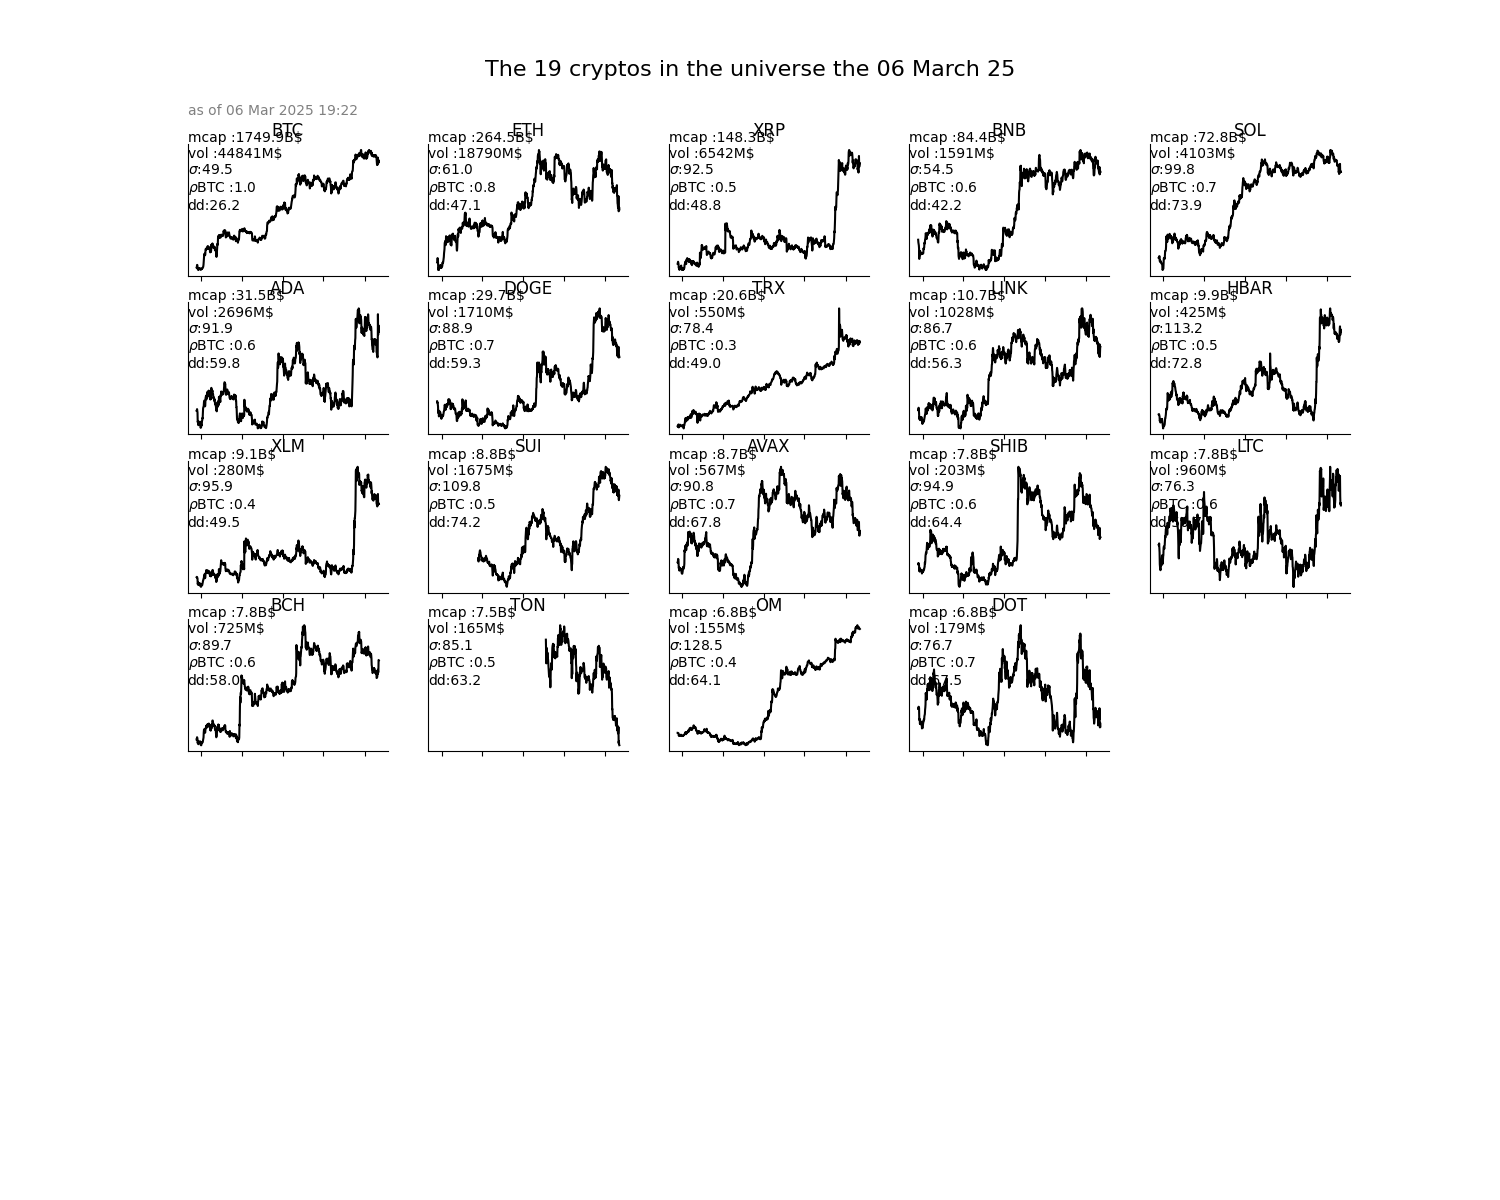 The 19 cryptos in the universe the 06 March 25
as of 06 Mar 2025 19:22
BTC
mcap :1749.9B$
vol :44841M$
σ:49.5
ρBTC :1.0
dd:26.2
ETH
mcap :264.5B$
vol :18790M$
σ:61.0
ρBTC :0.8
dd:47.1
XRP
mcap :148.3B$
vol :6542M$
σ:92.5
ρBTC :0.5
dd:48.8
BNB
mcap :84.4B$
vol :1591M$
σ:54.5
ρBTC :0.6
dd:42.2
SOL
mcap :72.8B$
vol :4103M$
σ:99.8
ρBTC :0.7
dd:73.9
ADA
mcap :31.5B$
vol :2696M$
σ:91.9
ρBTC :0.6
dd:59.8
DOGE
mcap :29.7B$
vol :1710M$
σ:88.9
ρBTC :0.7
dd:59.3
TRX
mcap :20.6B$
vol :550M$
σ:78.4
ρBTC :0.3
dd:49.0
LINK
mcap :10.7B$
vol :1028M$
σ:86.7
ρBTC :0.6
dd:56.3
HBAR
mcap :9.9B$
vol :425M$
σ:113.2
ρBTC :0.5
dd:72.8
XLM
mcap :9.1B$
vol :280M$
σ:95.9
ρBTC :0.4
dd:49.5
SUI
mcap :8.8B$
vol :1675M$
σ:109.8
ρBTC :0.5
dd:74.2
AVAX
mcap :8.7B$
vol :567M$
σ:90.8
ρBTC :0.7
dd:67.8
SHIB
mcap :7.8B$
vol :203M$
σ:94.9
ρBTC :0.6
dd:64.4
LTC
mcap :7.8B$
vol :960M$
σ:76.3
ρBTC :0.6
BCH
mcap :7.8B$
vol :725M$
σ:89.7
ρBTC :0.6
dd:58.0
TON
mcap :7.5B$
vol :165M$
σ:85.1
ρBTC :0.5
dd:63.2
OM
mcap :6.8B$
vol :155M$
σ:128.5
ρBTC :0.4
dd:64.1
DOT
mcap :6.8B$
vol :179M$
σ:76.7
ρBTC :0.7
dd:67.5